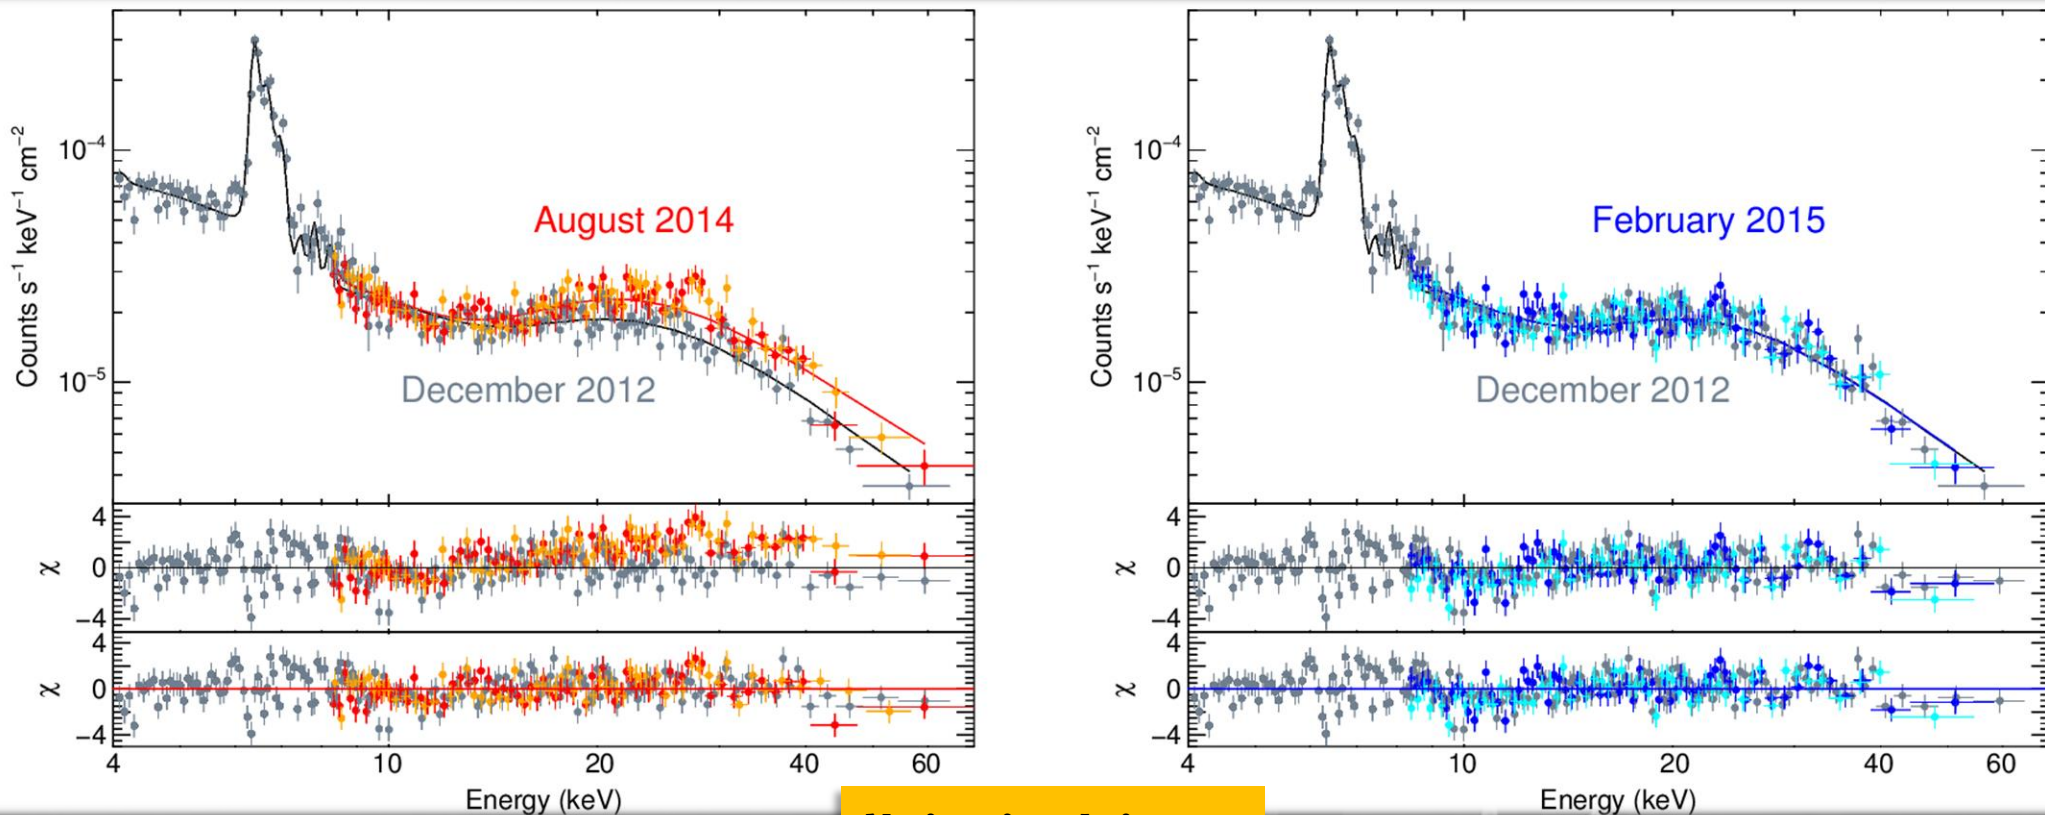 Counts s⁻¹ keV⁻¹ cm⁻²
10⁻⁴
10⁻⁵
August 2014
December 2012
χ
4
0
−4
χ
4
0
−4
4 10 20 40 60
Energy (keV)
Counts s⁻¹ keV⁻¹ cm⁻²
10⁻⁴
10⁻⁵
February 2015
December 2012
χ
4
0
−4
χ
4
0
−4
4 10 20 40 60
Energy (keV)